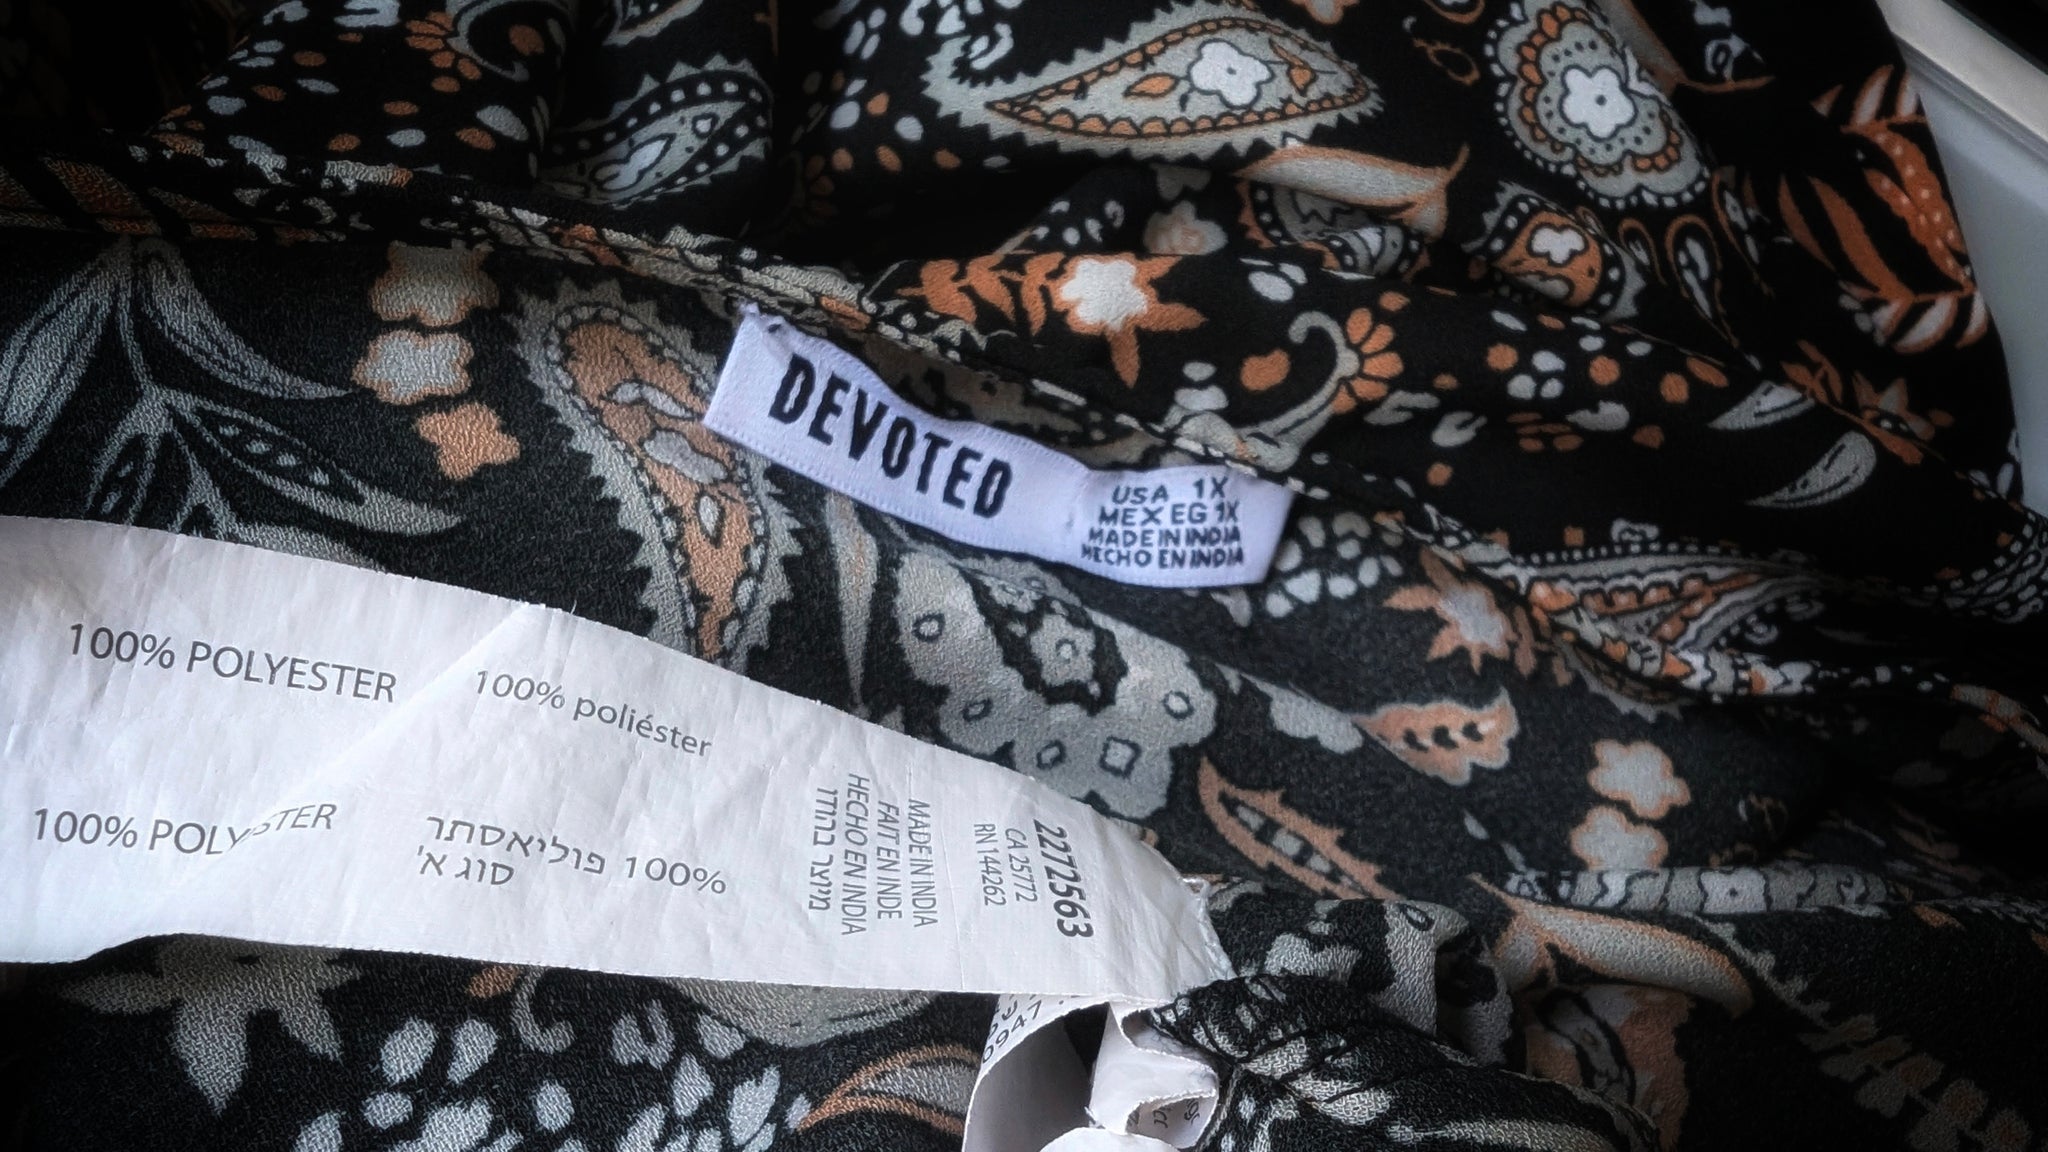 DEVOTED
USA 1X
MEX EG 1X
MADE IN INDIA
HECHO EN INDIA
100% POLYESTER
100% poliéster
100% POLYESTER
100% פוליאסתר
סוג א'
MADE IN INDIA
FAIT EN INDE
HECHO EN INDIA
מיוצר בהודו
2272563
CA 25772
RN 144262